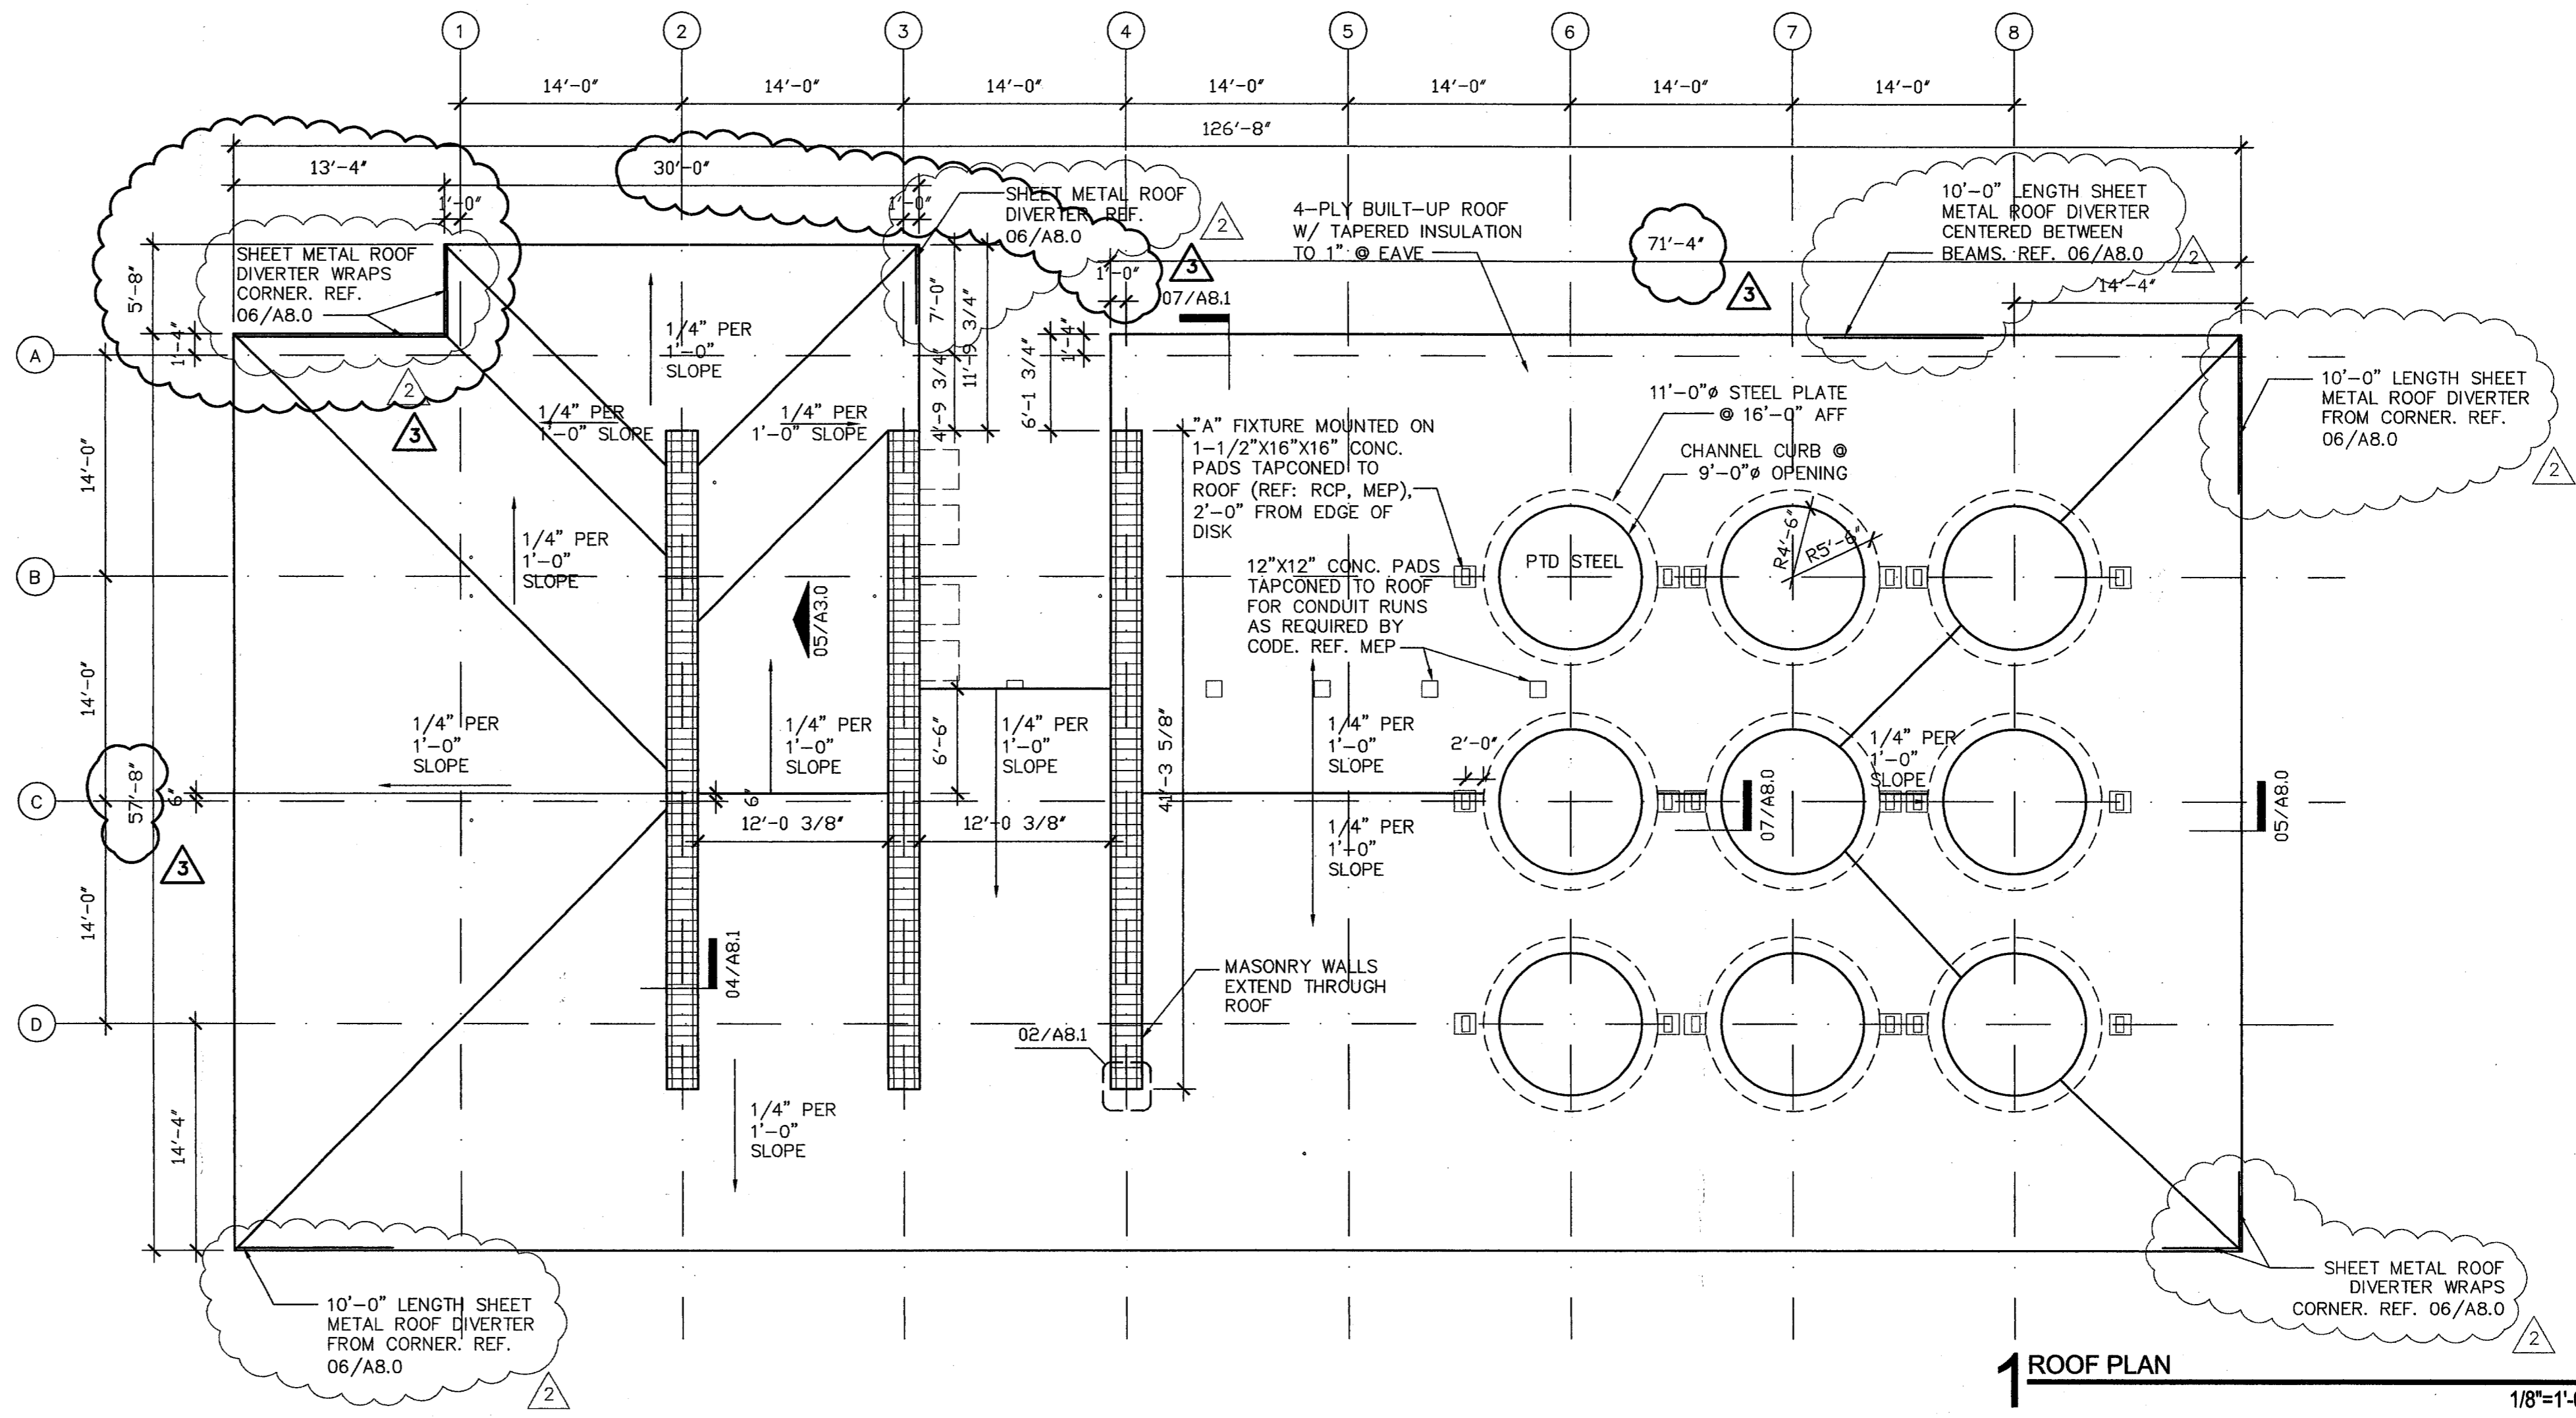 1
2
3
4
5
6
7
8
14'-0"
14'-0"
14'-0"
14'-0"
14'-0"
14'-0"
14'-0"
126'-8"
13'-4"
30'-0"
1'-0"
1'-0"
SHEET METAL ROOF
DIVERTER REF.
06/A8.0
2
SHEET METAL ROOF
DIVERTER WRAPS
CORNER. REF.
06/A8.0
2
3
4-PLY BUILT-UP ROOF
W/ TAPERED INSULATION
TO 1" @ EAVE
71'-4"
3
10'-0" LENGTH SHEET
METAL ROOF DIVERTER
CENTERED BETWEEN
BEAMS. REF. 06/A8.0
2
14'-4"
1'-0"
3
07/A8.1
5'-8"
1'-4"
A
7'-0"
4'-9 3/4"
11'-9 3/4"
6'-1 3/4"
1'-4"
1/4" PER
1'-0"
SLOPE
1/4" PER
1'-0" SLOPE
1/4" PER
1'-0" SLOPE
10'-0" LENGTH SHEET
METAL ROOF DIVERTER
FROM CORNER. REF.
06/A8.0
2
11'-0"ø STEEL PLATE
@ 16'-0" AFF
CHANNEL CURB @
9'-0"ø OPENING
"A" FIXTURE MOUNTED ON
1-1/2"X16"X16" CONC.
PADS TAPCONED TO
ROOF (REF: RCP, MEP),
2'-0" FROM EDGE OF
DISK
14'-0"
B
1/4" PER
1'-0"
SLOPE
05/A3.0
12"X12" CONC. PADS
TAPCONED TO ROOF
FOR CONDUIT RUNS
AS REQUIRED BY
CODE. REF. MEP
PTD STEEL
R4'-6"
R5'-6"
14'-0"
1/4" PER
1'-0"
SLOPE
1/4" PER
1'-0"
SLOPE
6'-6"
1/4" PER
1'-0"
SLOPE
41'-3 5/8"
1/4" PER
1'-0"
SLOPE
2'-0"
1/4" PER
1'-0"
SLOPE
57'-8"
6"
3
C
6"
12'-0 3/8"
12'-0 3/8"
1/4" PER
1'-0"
SLOPE
07/A8.0
05/A8.0
14'-0"
04/A8.1
MASONRY WALLS
EXTEND THROUGH
ROOF
D
02/A8.1
14'-4"
1/4" PER
1'-0"
SLOPE
10'-0" LENGTH SHEET
METAL ROOF DIVERTER
FROM CORNER. REF.
06/A8.0
2
SHEET METAL ROOF
DIVERTER WRAPS
CORNER. REF. 06/A8.0
2
1 ROOF PLAN